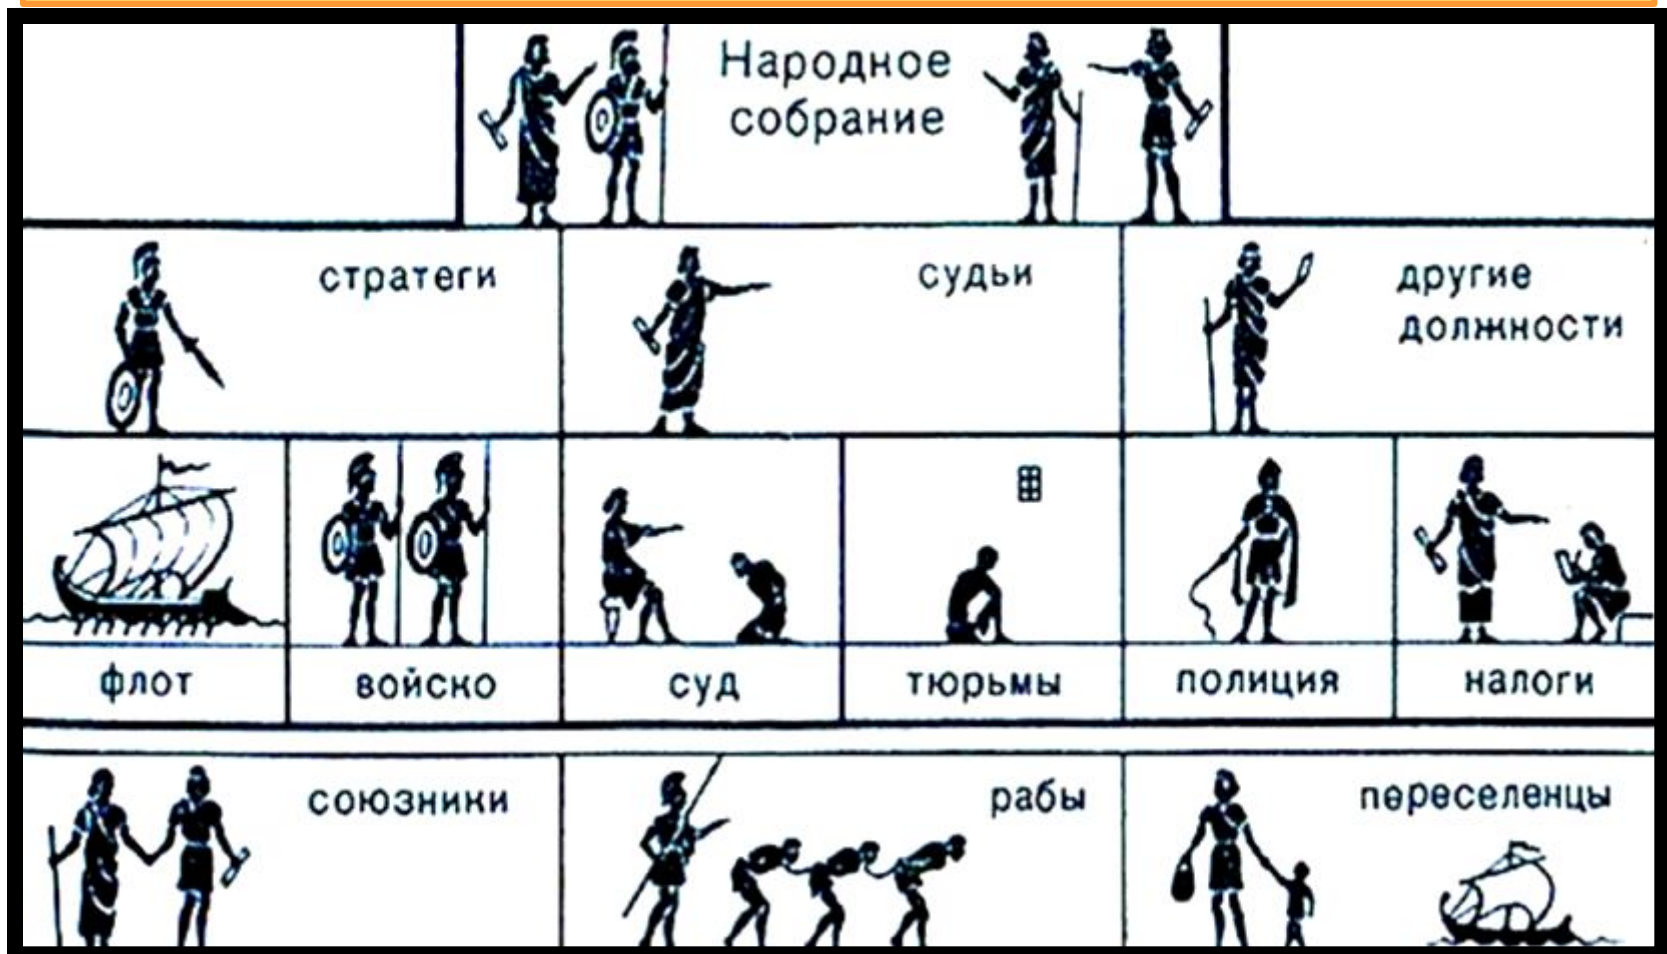 Народное
собрание
стратеги
судьи
другие
должности
флот
войско
суд
тюрьмы
полиция
налоги
союзники
рабы
переселенцы